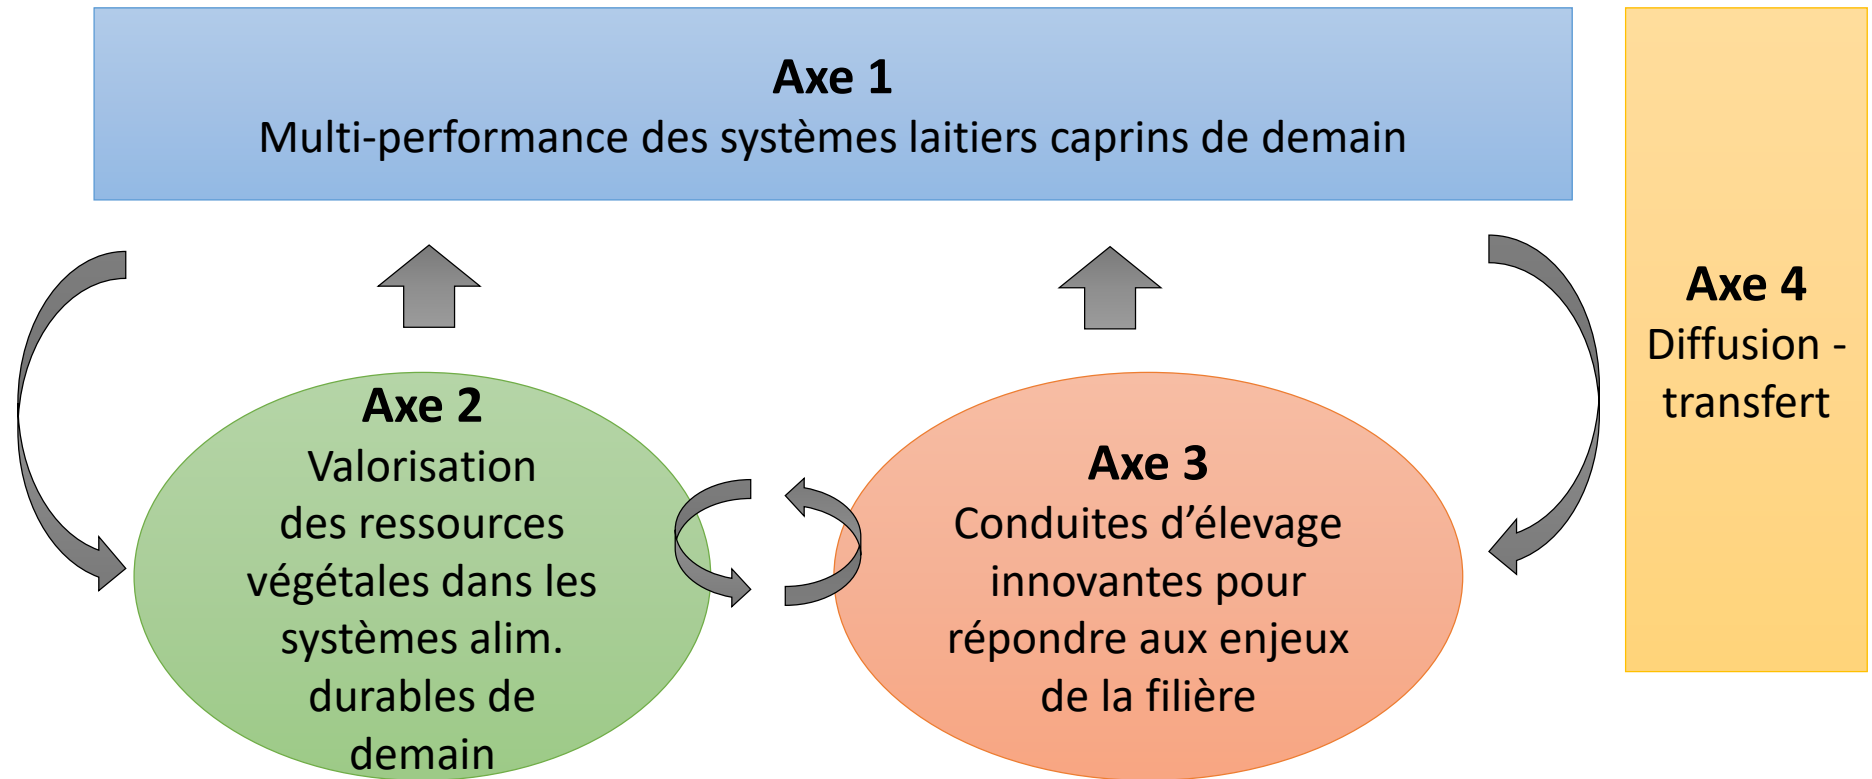 Axe 1
Multi-performance des systèmes laitiers caprins de demain
Axe 2
Valorisation
des ressources
végétales dans les
systèmes alim.
durables de
demain
Axe 3
Conduites d’élevage
innovantes pour
répondre aux enjeux
de la filière
Axe 4
Diffusion -
transfert